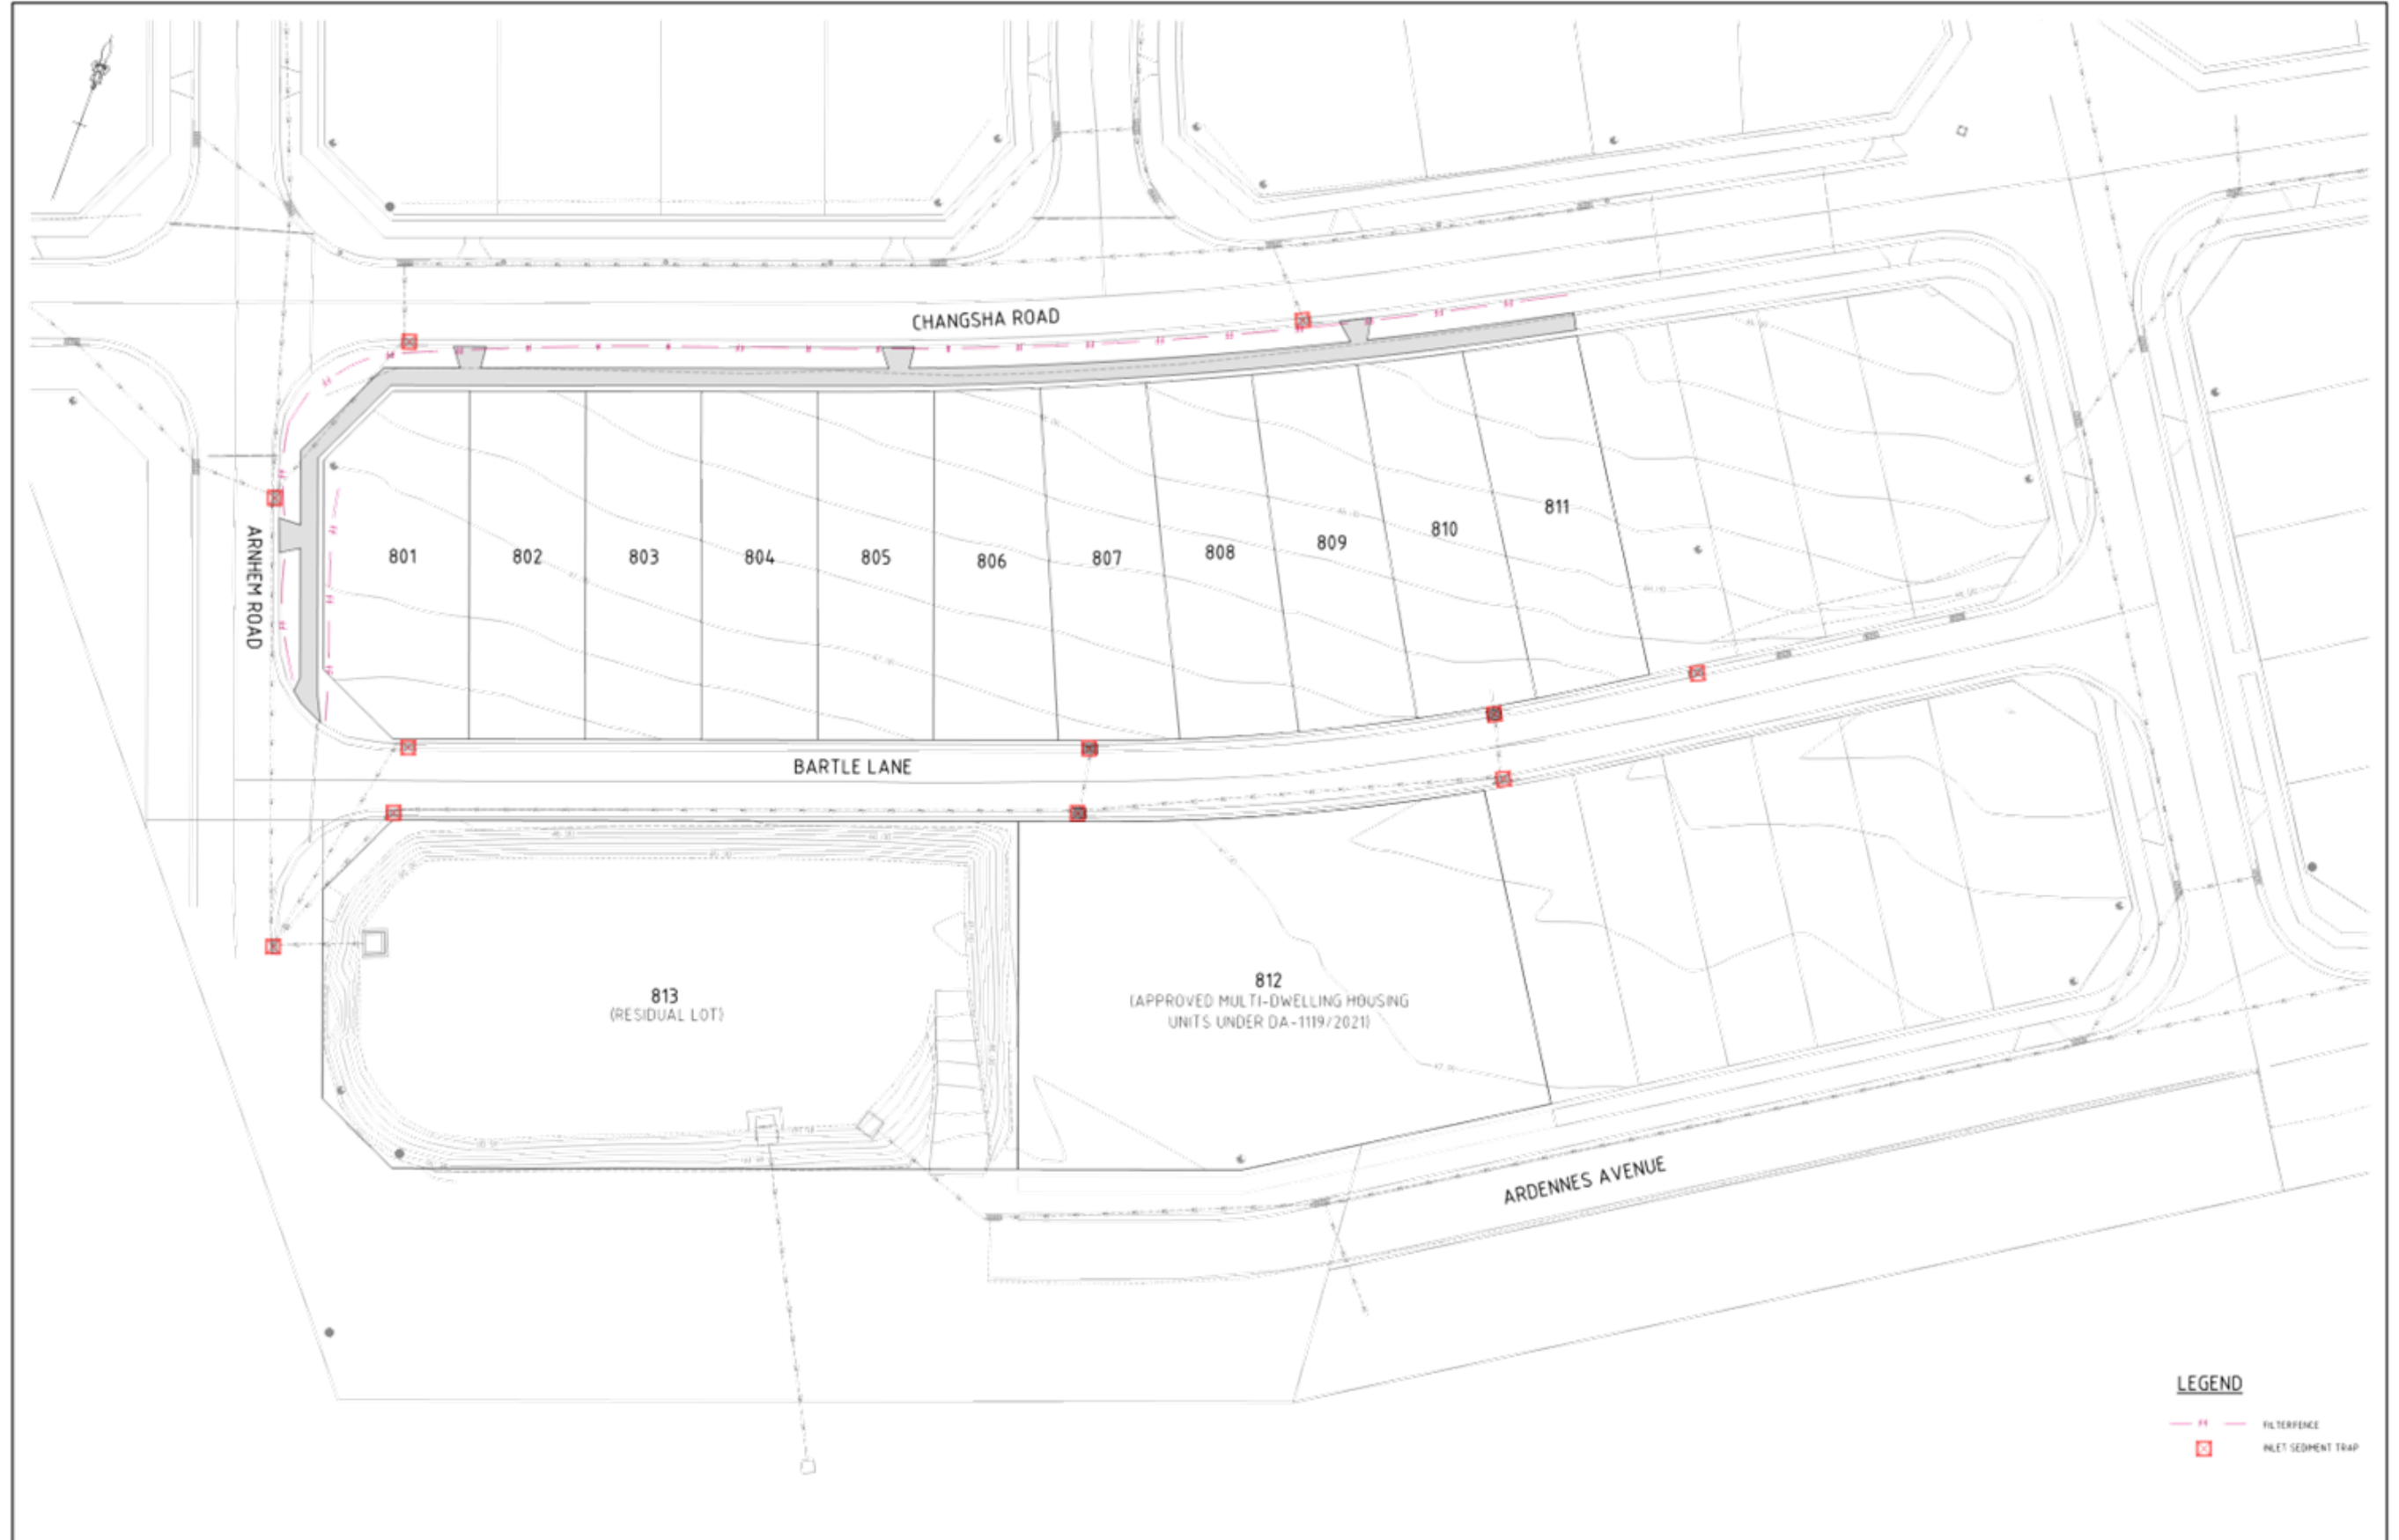 CHANGSHA ROAD
ARNHEM ROAD
801
802
803
804
805
806
807
808
809
810
811
BARTLE LANE
813
(RESIDUAL LOT)
812
(APPROVED MULTI-DWELLING HOUSING
UNITS UNDER DA-1119/2021)
ARDENNES AVENUE
LEGEND
FILTERFENCE
INLET SEDIMENT TRAP